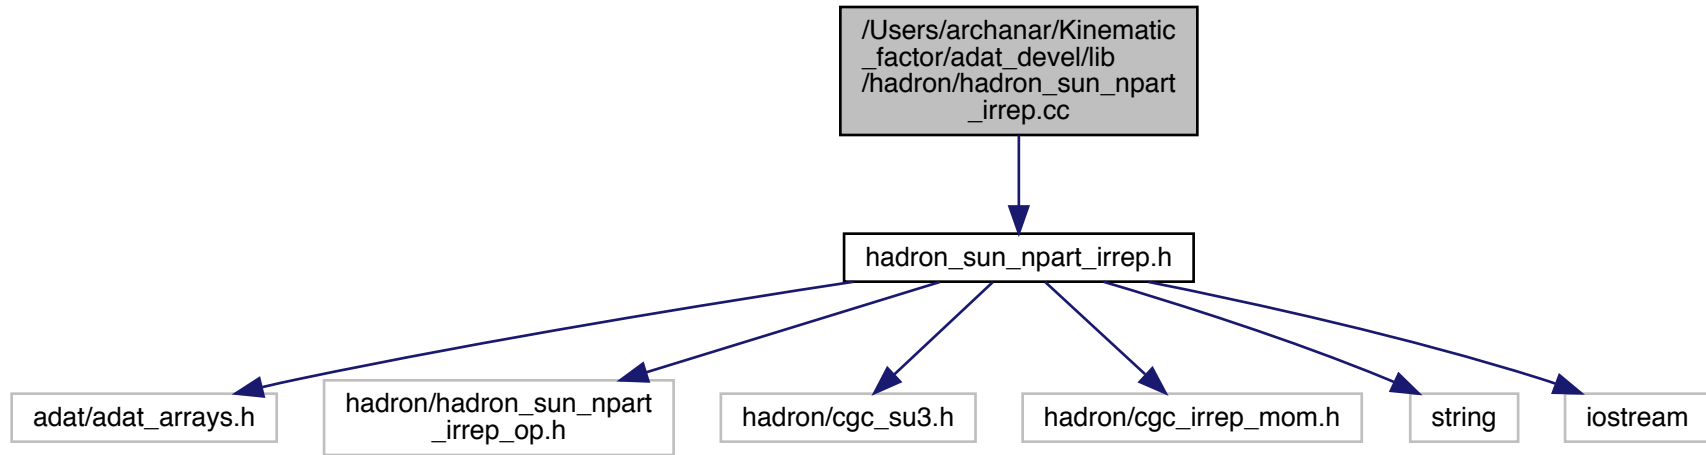 /Users/archanar/Kinematic
_factor/adat_devel/lib
/hadron/hadron_sun_npart
_irrep.cc
hadron_sun_npart_irrep.h
adat/adat_arrays.h
hadron/hadron_sun_npart
_irrep_op.h
hadron/cgc_su3.h
hadron/cgc_irrep_mom.h
string
iostream